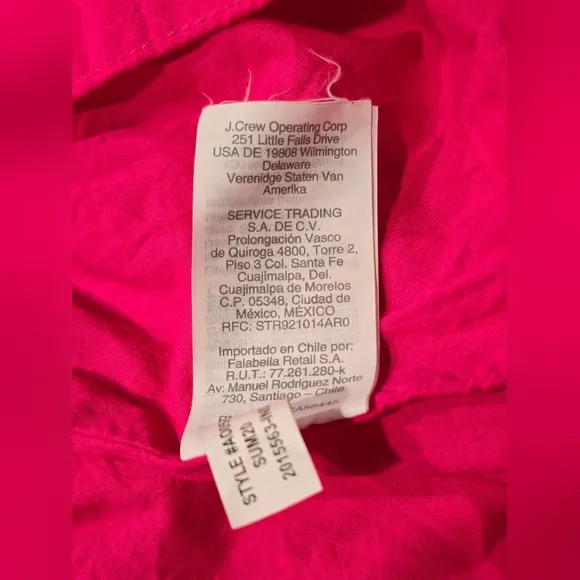 J.Crew Operating Corp
251 Little Falls Drive
USA DE 19808 Wilmington
Delaware
Verenidge Staten Van
Amerika
SERVICE TRADING
S.A. DE C.V.
Prolongación Vasco
de Quiroga 4800, Torre 2,
Piso 3 Col. Santa Fe
Cuajimalpa, Del.
Cuajimalpa de Morelos
C.P. 05348, Ciudad de
México, MÉXICO
RFC: STR921014AR0
Importado en Chile por:
Falabella Retail S.A.
R.U.T.: 77.261.280-k
Av: Manuel Rodriguez Norte
730, Santiago – Chile
SUM20